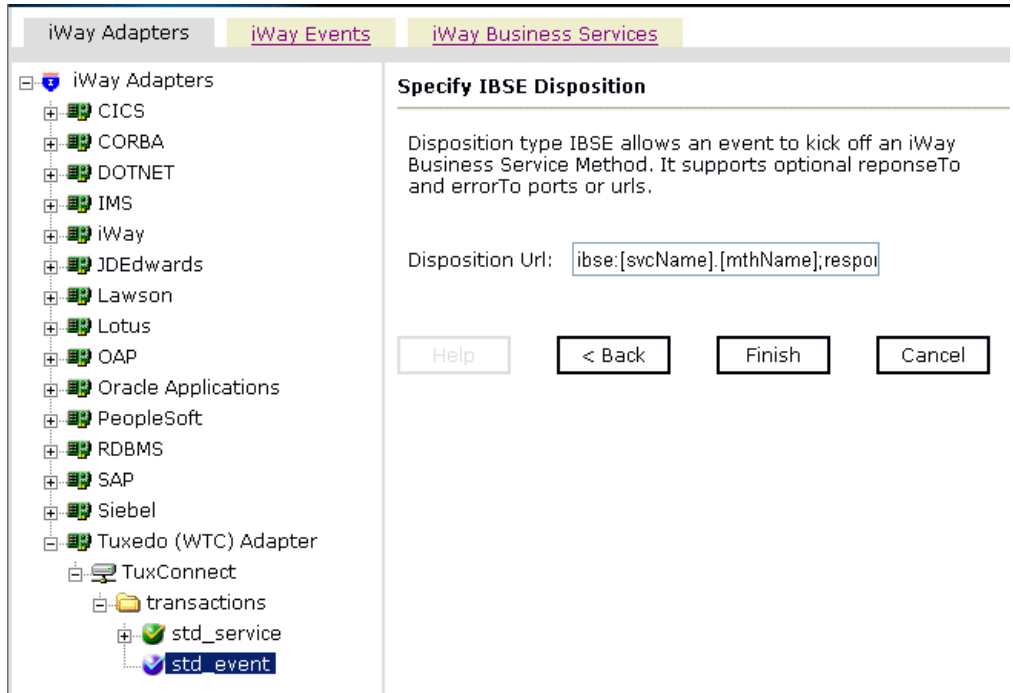 iWay Adapters
iWay Events
iWay Business Services
iWay Adapters
CICS
CORBA
DOTNET
IMS
iWay
JDEdwards
Lawson
Lotus
OAP
Oracle Applications
PeopleSoft
RDBMS
SAP
Siebel
Tuxedo (WTC) Adapter
TuxConnect
transactions
std_service
std_event
Specify IBSE Disposition
Disposition type IBSE allows an event to kick off an iWay
Business Service Method. It supports optional reponseTo
and errorTo ports or urls.
Disposition Url: ibse:[svcName].[mthName];respon
Help < Back Finish Cancel